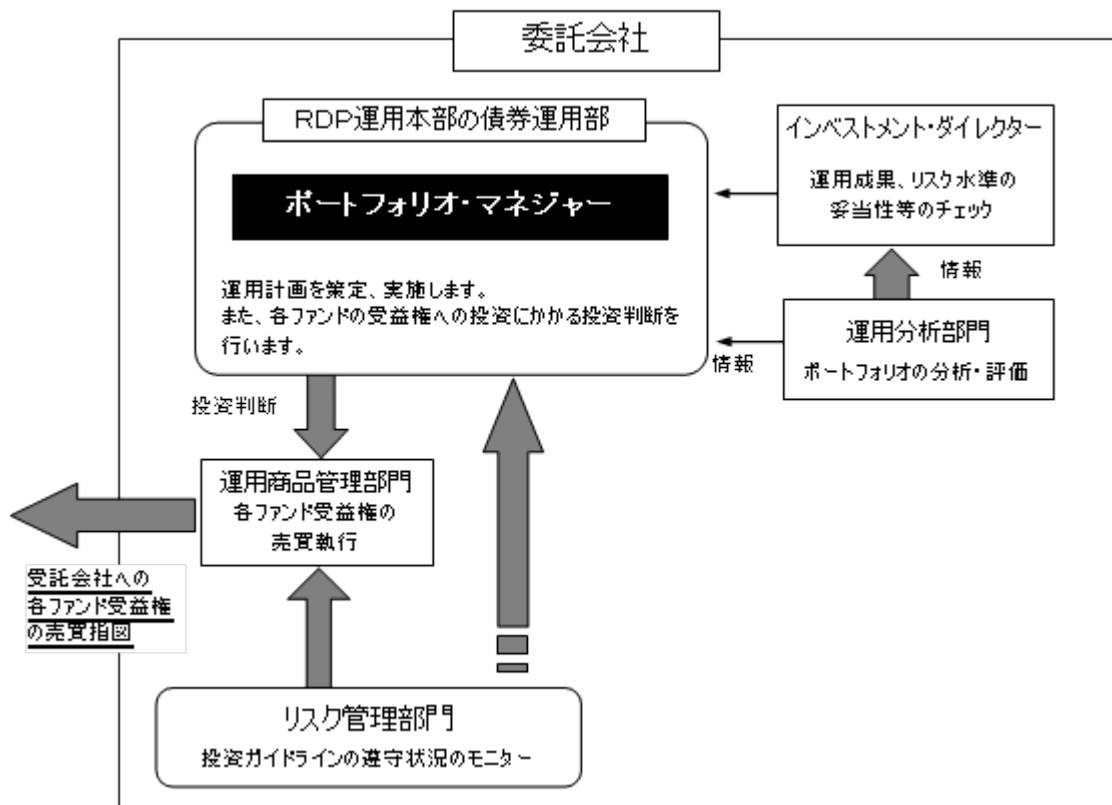 委託会社
RDP運用本部の債券運用部
ポートフォリオ・マネジャー
運用計画を策定、実施します。
また、各ファンドの受益権への投資にかかる投資判断を
行います。
インベストメント・ダイレクター
運用成果、リスク水準の
妥当性等のチェック
情報
運用分析部門
ポートフォリオの分析・評価
情報
投資判断
運用商品管理部門
各ファンド受益権の
売買執行
受託会社への
各ファンド受益権
の売買指図
リスク管理部門
投資ガイドラインの遵守状況のモニター